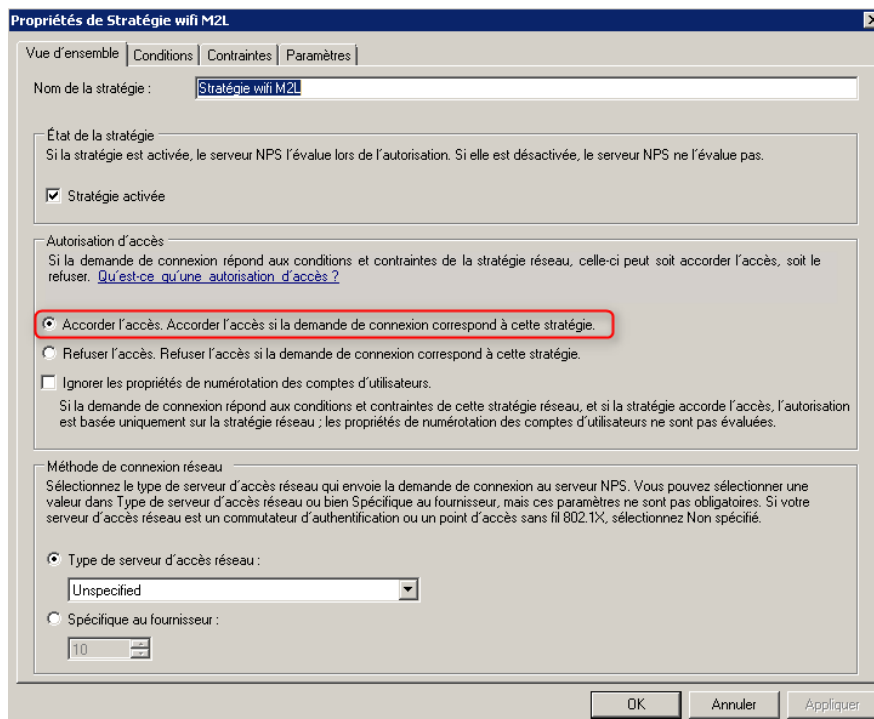 Propriétés de Stratégie wifi M2L
Vue d'ensemble
Conditions
Contraintes
Paramètres
Nom de la stratégie :
Stratégie wifi M2L
État de la stratégie
Si la stratégie est activée, le serveur NPS l'évalue lors de l'autorisation. Si elle est désactivée, le serveur NPS ne l'évalue pas.
Stratégie activée
Autorisation d'accès
Si la demande de connexion répond aux conditions et contraintes de la stratégie réseau, celle-ci peut soit accorder l'accès, soit le
refuser. Qu'est-ce qu'une autorisation d'accès ?
Accorder l'accès. Accorder l'accès si la demande de connexion correspond à cette stratégie.
Refuser l'accès. Refuser l'accès si la demande de connexion correspond à cette stratégie.
Ignorer les propriétés de numérotation des comptes d'utilisateurs.
Si la demande de connexion répond aux conditions et contraintes de cette stratégie réseau, et si la stratégie accorde l'accès, l'autorisation
est basée uniquement sur la stratégie réseau ; les propriétés de numérotation des comptes d'utilisateurs ne sont pas évaluées.
Méthode de connexion réseau
Sélectionnez le type de serveur d'accès réseau qui envoie la demande de connexion au serveur NPS. Vous pouvez sélectionner une
valeur dans Type de serveur d'accès réseau ou bien Spécifique au fournisseur, mais ces paramètres ne sont pas obligatoires. Si votre
serveur d'accès réseau est un commutateur d'authentification ou un point d'accès sans fil 802.1X, sélectionnez Non spécifié.
Type de serveur d'accès réseau :
Unspecified
Spécifique au fournisseur :
10
OK
Annuler
Appliquer